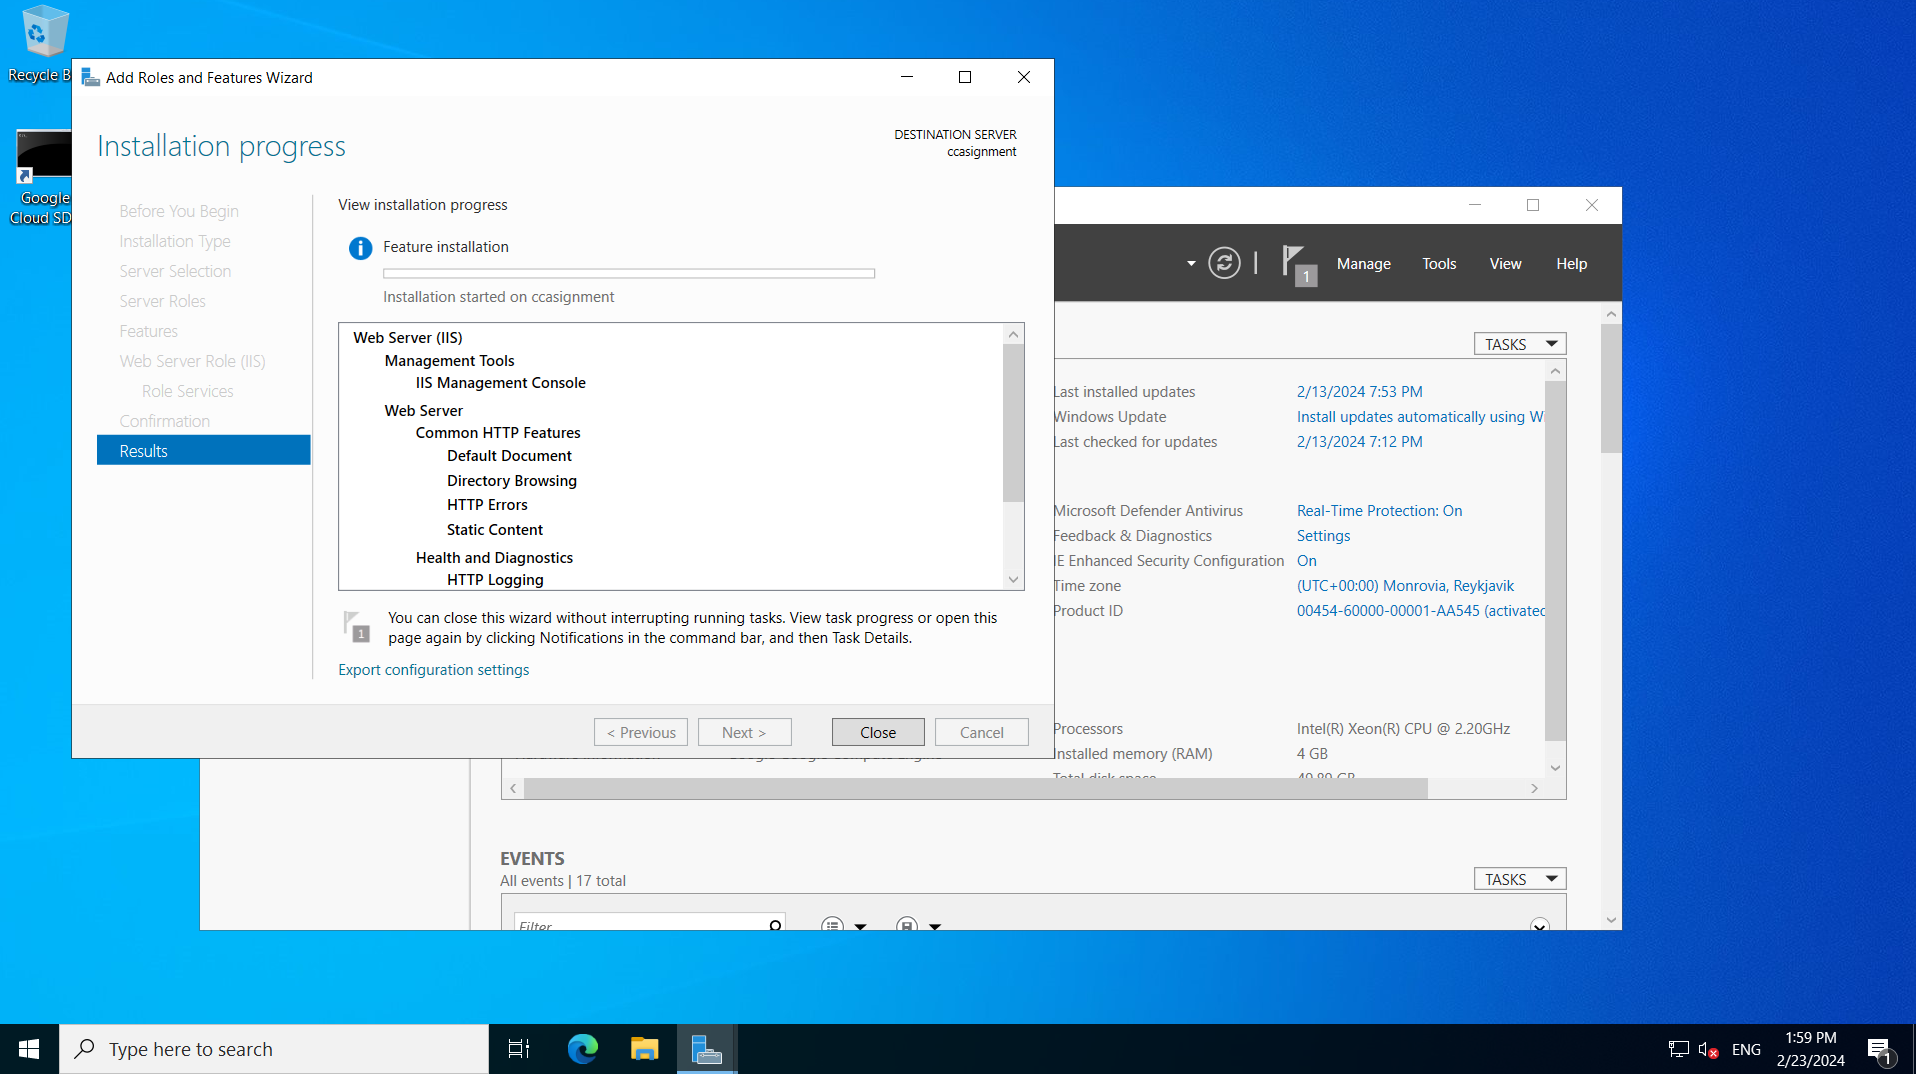 Recycle B
Google
Cloud SD
Add Roles and Features Wizard
Installation progress
DESTINATION SERVER
ccasignment
Before You Begin
Installation Type
Server Selection
Server Roles
Features
Web Server Role (IIS)
Role Services
Confirmation
Results
View installation progress
Feature installation
Installation started on ccasignment
Web Server (IIS)
Management Tools
IIS Management Console
Web Server
Common HTTP Features
Default Document
Directory Browsing
HTTP Errors
Static Content
Health and Diagnostics
HTTP Logging
1
You can close this wizard without interrupting running tasks. View task progress or open this
page again by clicking Notifications in the command bar, and then Task Details.
Export configuration settings
< Previous
Next >
Close
Cancel
1
Manage
Tools
View
Help
TASKS
Last installed updates 2/13/2024 7:53 PM
Windows Update Install updates automatically using Wi
Last checked for updates 2/13/2024 7:12 PM
Microsoft Defender Antivirus Real-Time Protection: On
Feedback & Diagnostics Settings
IE Enhanced Security Configuration On
Time zone (UTC+00:00) Monrovia, Reykjavik
Product ID 00454-60000-00001-AA545 (activated
Processors Intel(R) Xeon(R) CPU @ 2.20GHz
Installed memory (RAM) 4 GB
Total disk space 49.89 GB
EVENTS
All events | 17 total
TASKS
Filter
Type here to search
ENG
1:59 PM
2/23/2024
1